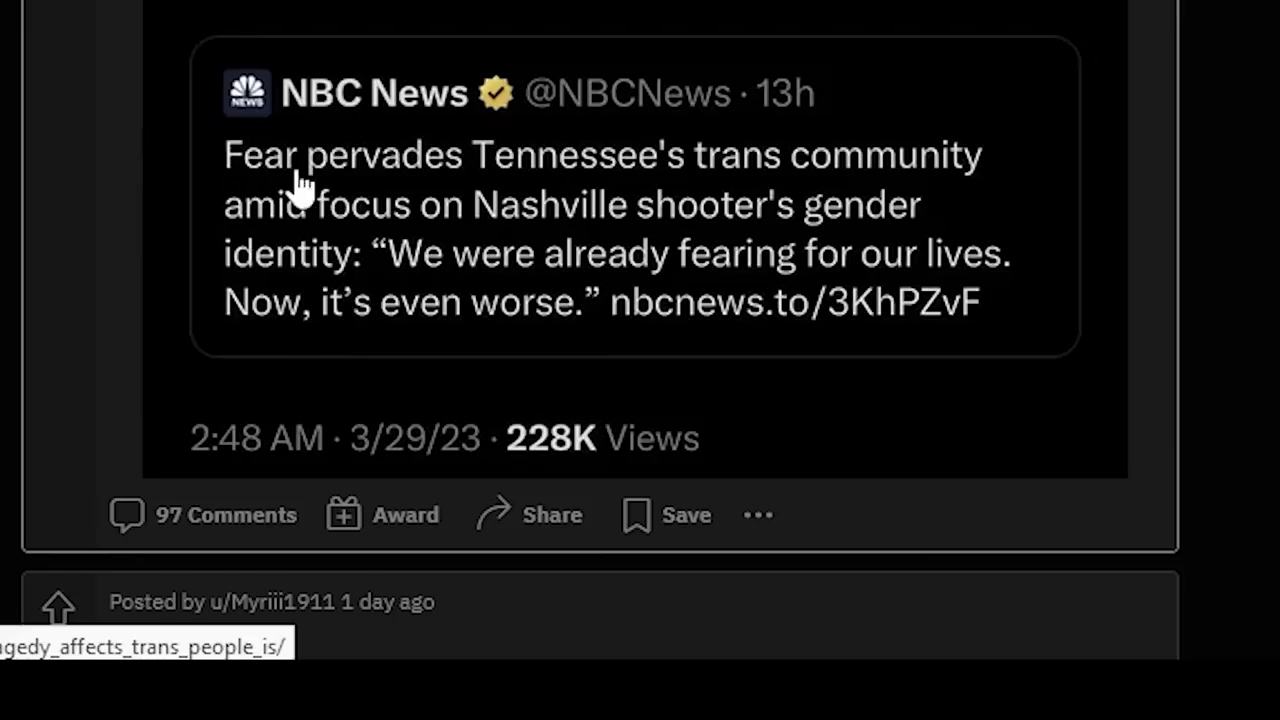 NEWS
NBC News @NBCNews · 13h
Fear pervades Tennessee's trans community
amid focus on Nashville shooter's gender
identity: “We were already fearing for our lives.
Now, it’s even worse.” nbcnews.to/3KhPZvF
2:48 AM · 3/29/23 · 228K Views
97 Comments Award Share Save ···
Posted by u/Myriii1911 1 day ago
agedy_affects_trans_people_is/